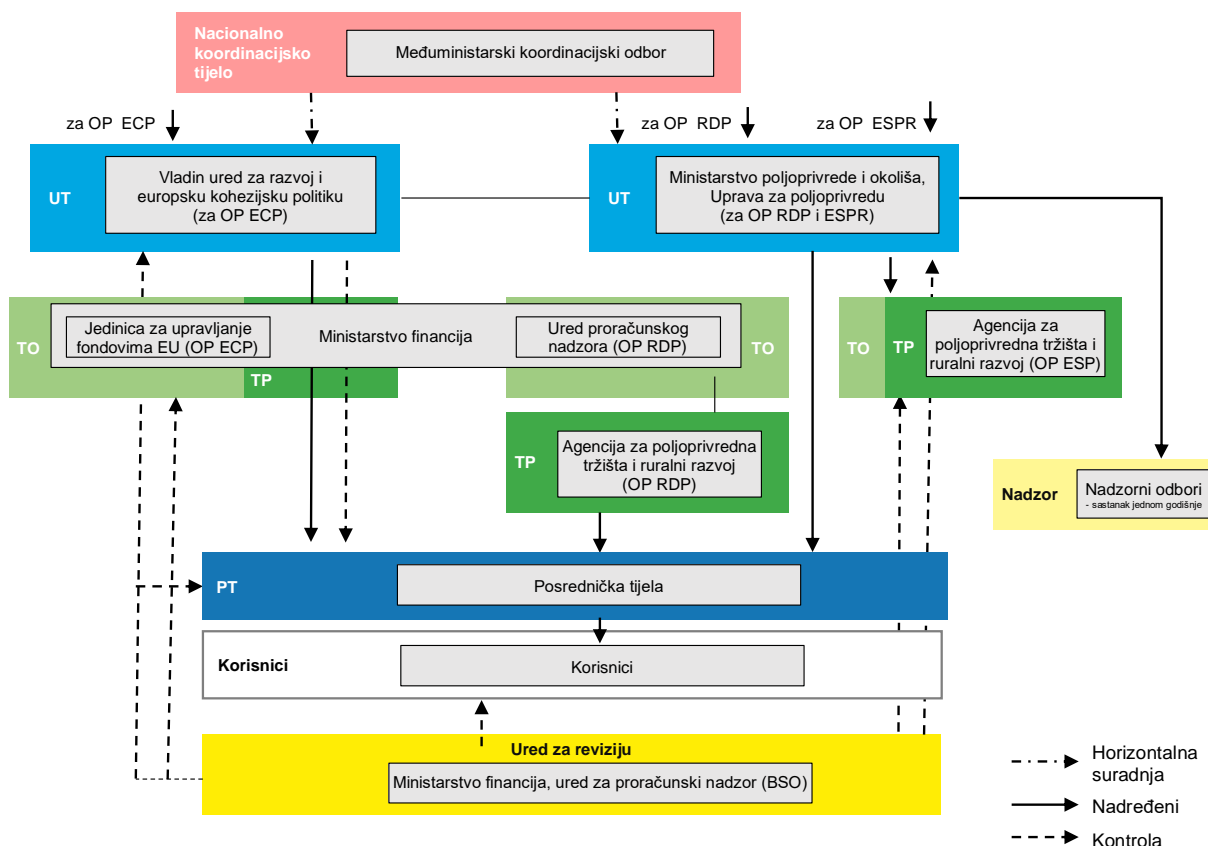 Nacionalno
koordinacijsko
tijelo
Međuministarski koordinacijski odbor
za OP ECP
za OP RDP
za OP ESPR
UT
Vladin ured za razvoj i
europsku kohezijsku politiku
(za OP ECP)
UT
Ministarstvo poljoprivrede i okoliša,
Uprava za poljoprivredu
(za OP RDP i ESPR)
TO
Jedinica za upravljanje
fondovima EU (OP ECP)
TP
Ministarstvo financija
Ured proračunskog
nadzora (OP RDP)
TO
TO
TP
Agencija za
poljoprivredna tržišta i
ruralni razvoj (OP ESP)
TP
Agencija za poljoprivredna
tržišta i ruralni razvoj
(OP RDP)
Nadzor
Nadzorni odbori
- sastanak jednom godišnje
PT
Posrednička tijela
Korisnici
Korisnici
Ured za reviziju
Ministarstvo financija, ured za proračunski nadzor (BSO)
Horizontalna
suradnja
Nadređeni
Kontrola